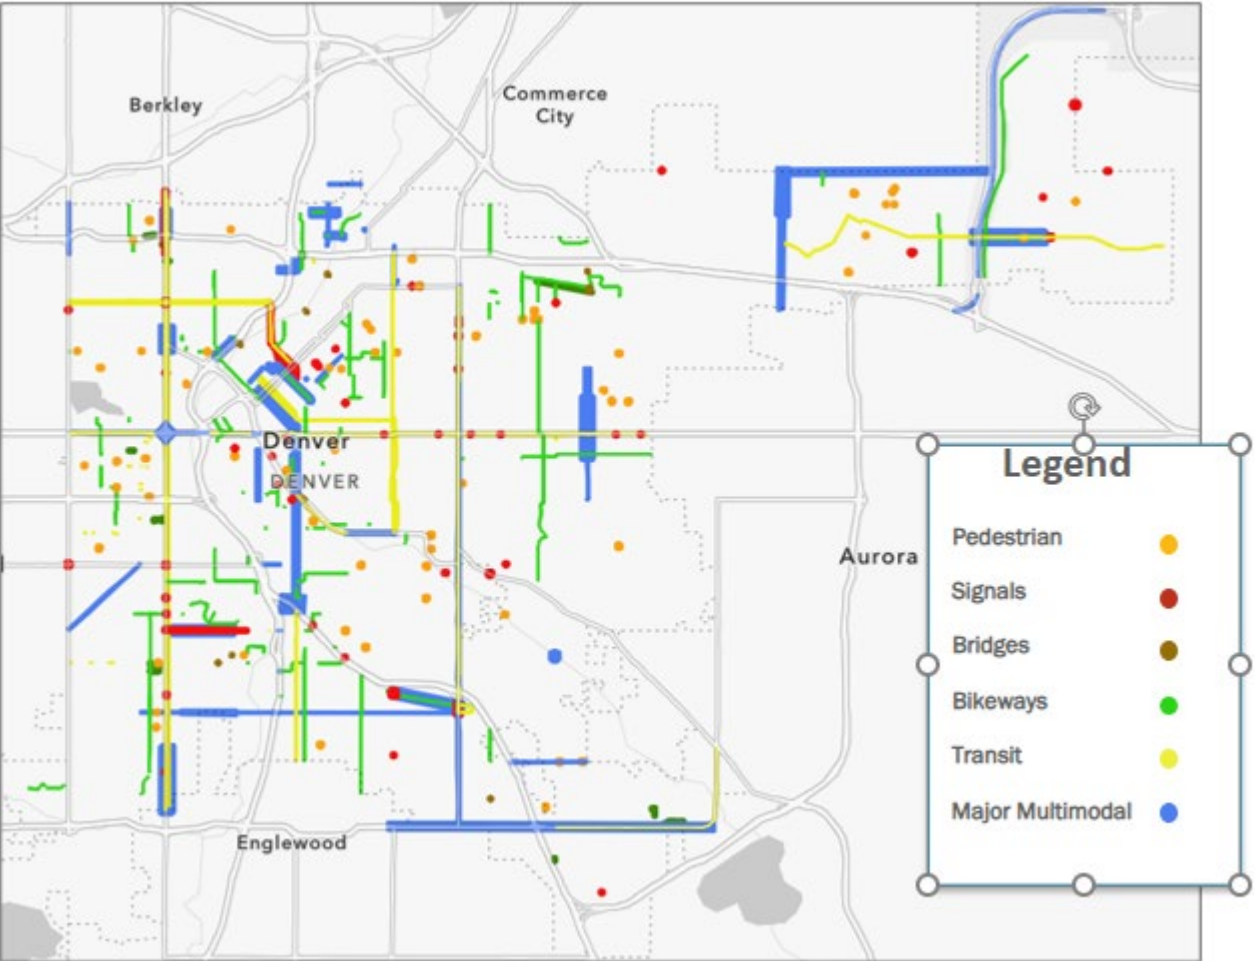 Berkley
Commerce
City
Denver
DENVER
Aurora
Englewood
Legend
Pedestrian
Signals
Bridges
Bikeways
Transit
Major Multimodal